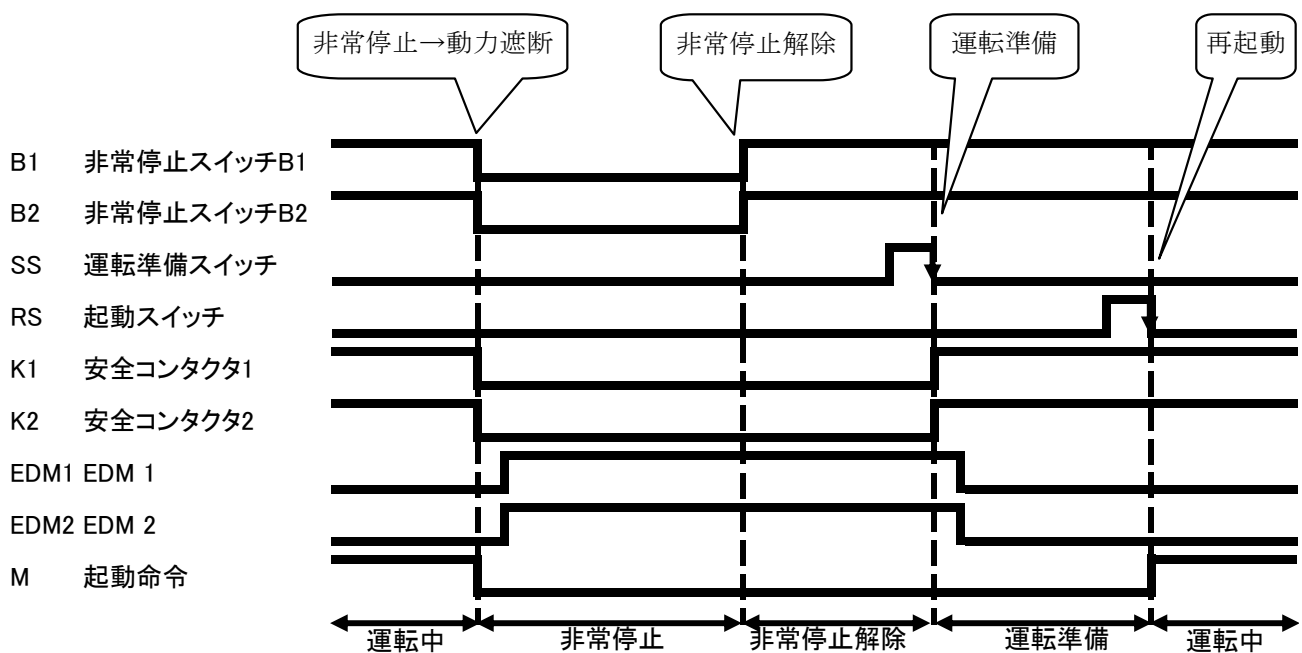 非常停止→動力遮断
非常停止解除
運転準備
再起動
B1 非常停止スイッチB1
B2 非常停止スイッチB2
SS 運転準備スイッチ
RS 起動スイッチ
K1 安全コンタクタ1
K2 安全コンタクタ2
EDM1 EDM 1
EDM2 EDM 2
M 起動命令
運転中
非常停止
非常停止解除
運転準備
運転中